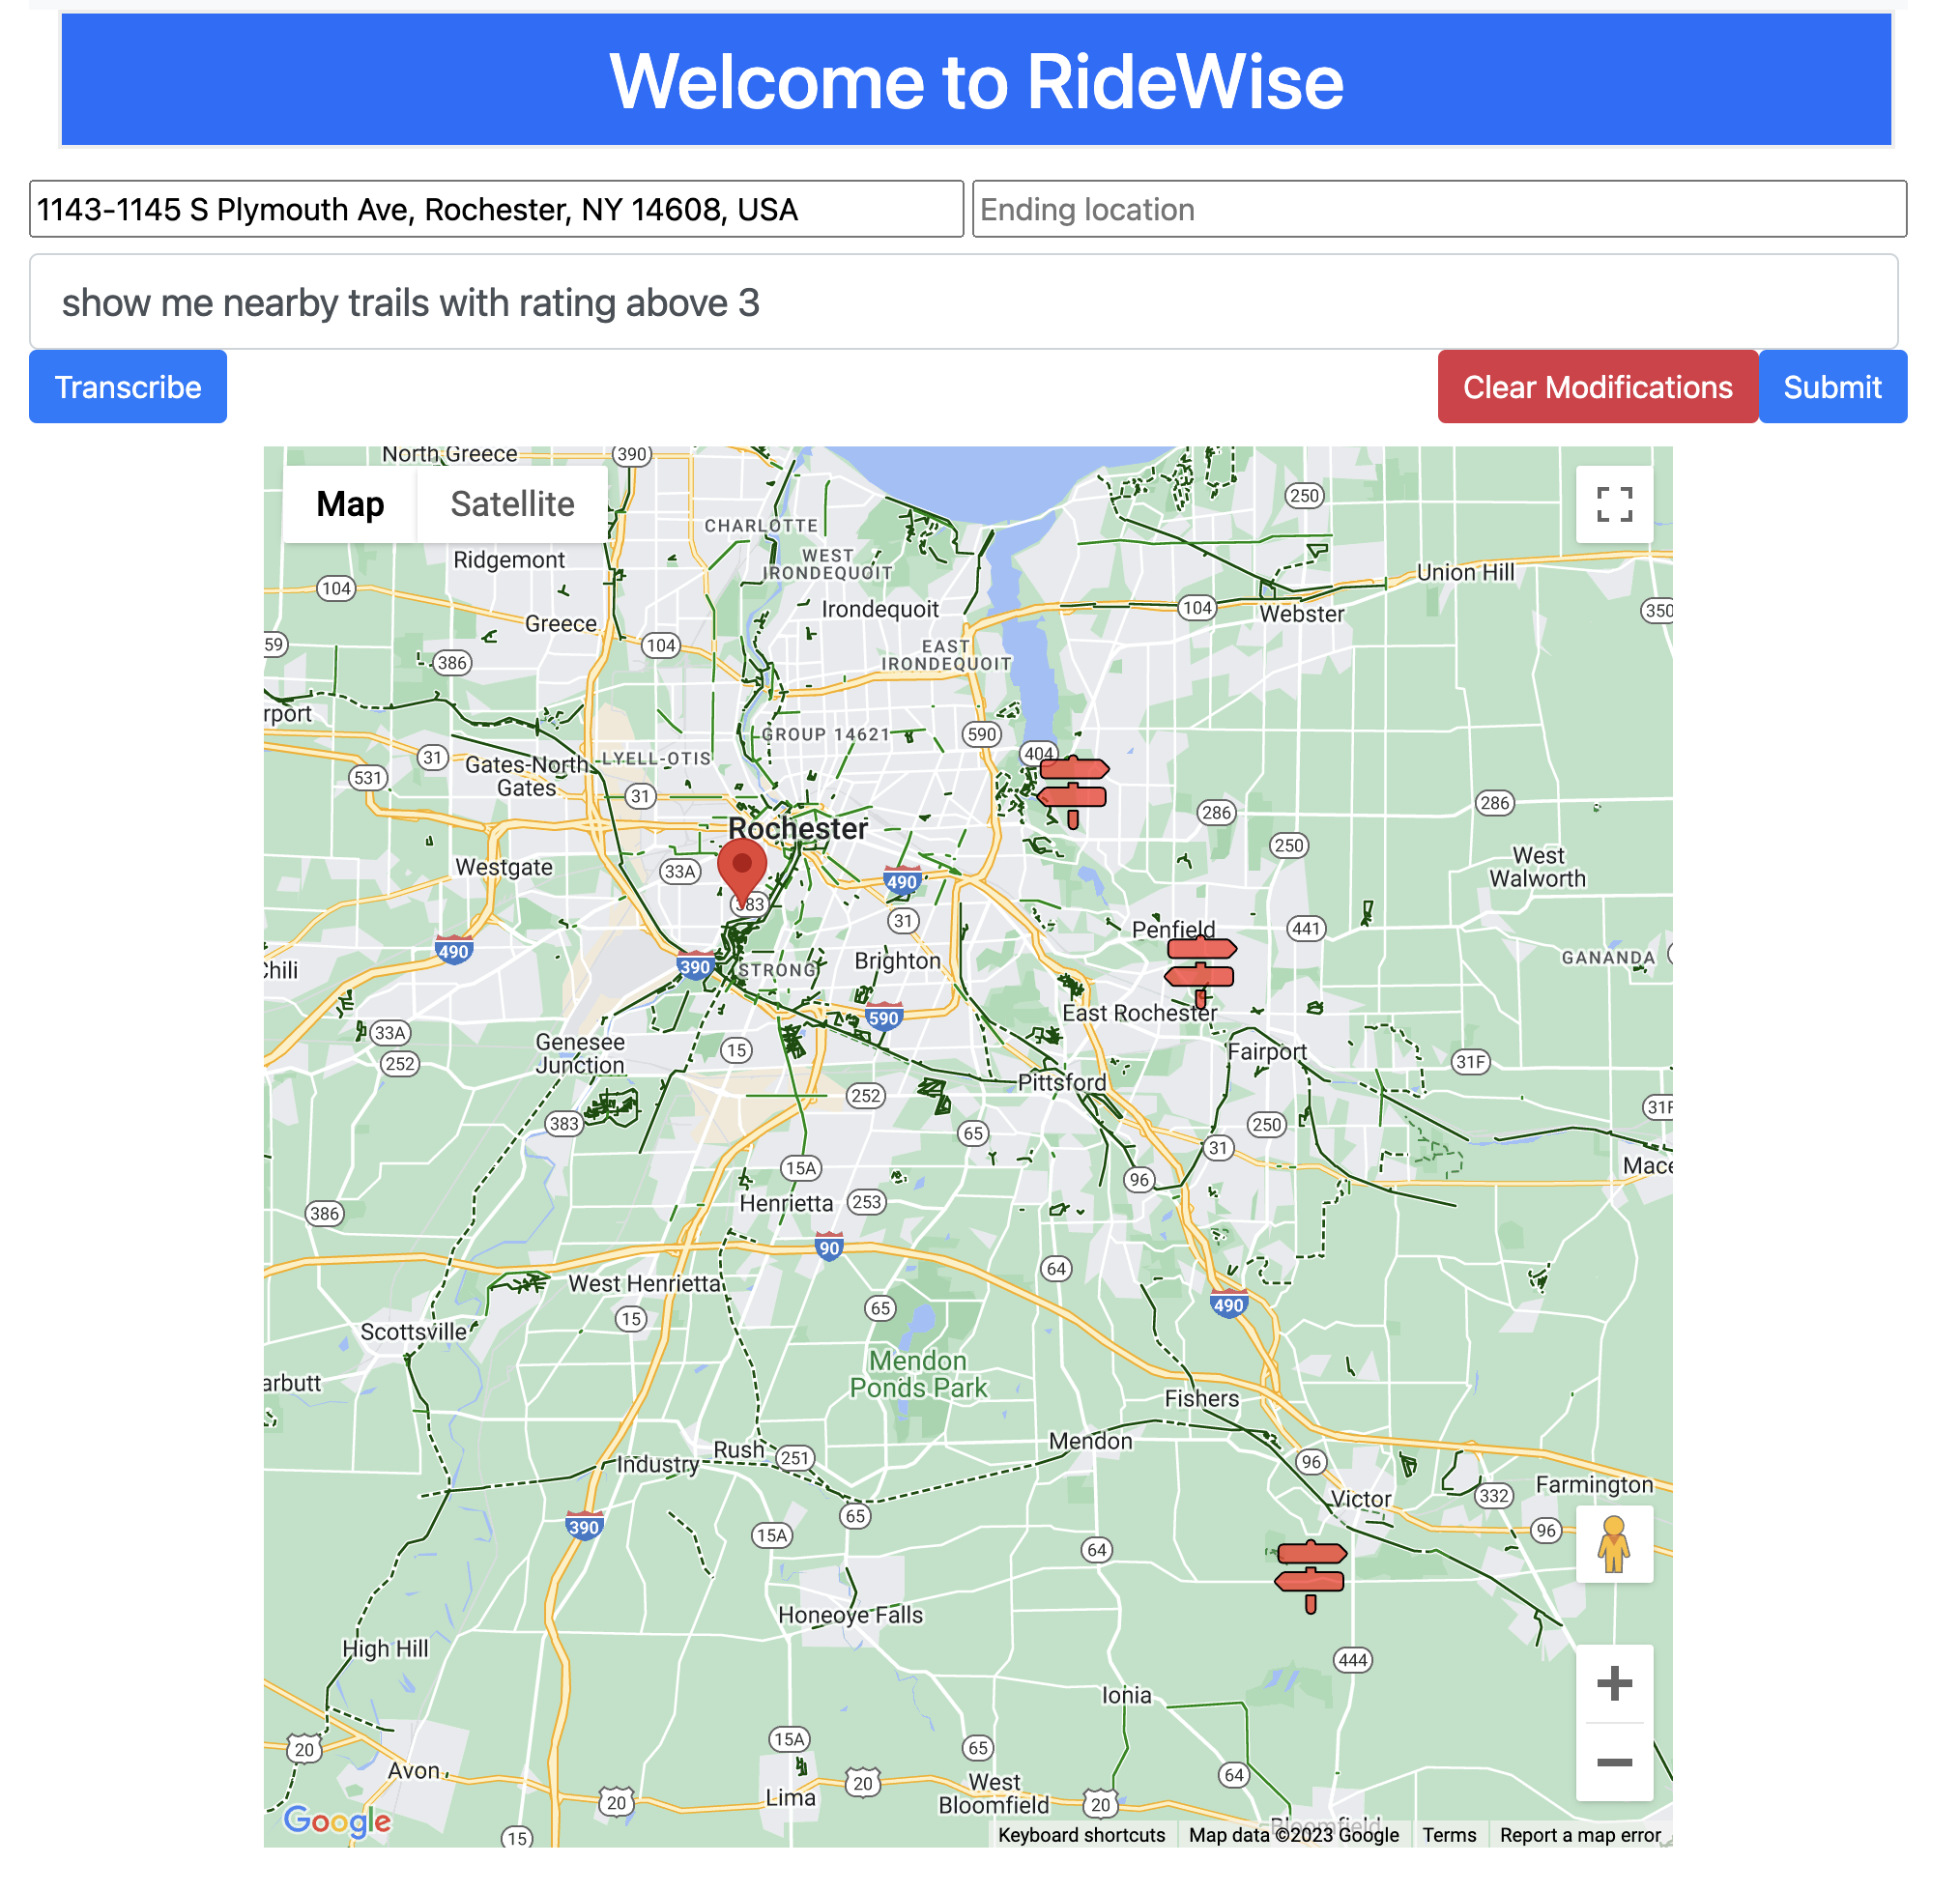 Welcome to RideWise
1143-1145 S Plymouth Ave, Rochester, NY 14608, USA
Ending location
show me nearby trails with rating above 3
Transcribe
Clear Modifications
Submit
North Greece
390
Map
Satellite
250
CHARLOTTE
WEST
IRONDEQUOIT
Ridgemont
Union Hill
104
Irondequoit
104
Webster
350
Greece
59
104
EAST
IRONDEQUOIT
386
rport
GROUP 14621
590
404
31
LYELL-OTIS
Gates-North
Gates
531
31
286
286
Rochester
250
West
Walworth
Westgate
33A
490
383
31
Penfield
441
490
Chili
390
STRONG
Brighton
GANANDA
East Rochester
590
33A
252
Genesee
Junction
15
Fairport
31F
Pittsford
252
383
65
250
31F
31
15A
96
Mace
Henrietta
253
386
90
64
West Henrietta
65
490
15
Scottsville
Mendon
Ponds Park
arbutt
Fishers
Rush
251
Mendon
Industry
96
Farmington
332
Victor
65
390
15A
96
64
Honeoye Falls
High Hill
444
Ionia
20
15A
65
64
Avon
20
Lima
20
West
Bloomfield
20
Bloomfield
Google
15
Keyboard shortcuts
Map data ©2023 Google
Terms
Report a map error